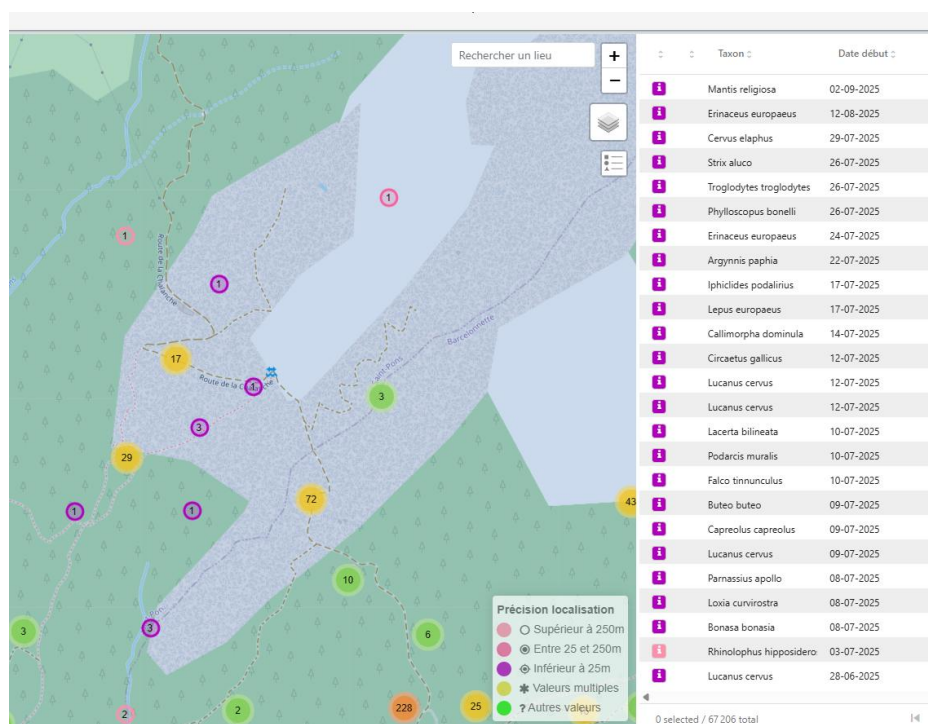 Rechercher un lieu
+
−
Route de la Chalanche
1
1
1
17
Route de la Chalanche
1
3
3
29
Saint-Pons
Barcelonnette
72
43
1
1
10
3
3
6
2
2
228
25
Précision localisation
Supérieur à 250m
Entre 25 et 250m
Inférieur à 25m
Valeurs multiples
? Autres valeurs
Taxon Date début
Mantis religiosa 02-09-2025
Erinaceus europaeus 12-08-2025
Cervus elaphus 29-07-2025
Strix aluco 26-07-2025
Troglodytes troglodytes 26-07-2025
Phylloscopus bonelli 26-07-2025
Erinaceus europaeus 24-07-2025
Argynnis paphia 22-07-2025
Iphiclides podalirius 17-07-2025
Lepus europaeus 17-07-2025
Callimorpha dominula 14-07-2025
Circaetus gallicus 12-07-2025
Lucanus cervus 12-07-2025
Lucanus cervus 12-07-2025
Lacerta bilineata 10-07-2025
Podarcis muralis 10-07-2025
Falco tinnunculus 10-07-2025
Buteo buteo 09-07-2025
Capreolus capreolus 09-07-2025
Lucanus cervus 09-07-2025
Parnassius apollo 08-07-2025
Loxia curvirostra 08-07-2025
Bonasa bonasia 08-07-2025
Rhinolophus hipposidero 03-07-2025
Lucanus cervus 28-06-2025
0 selected / 67 206 total